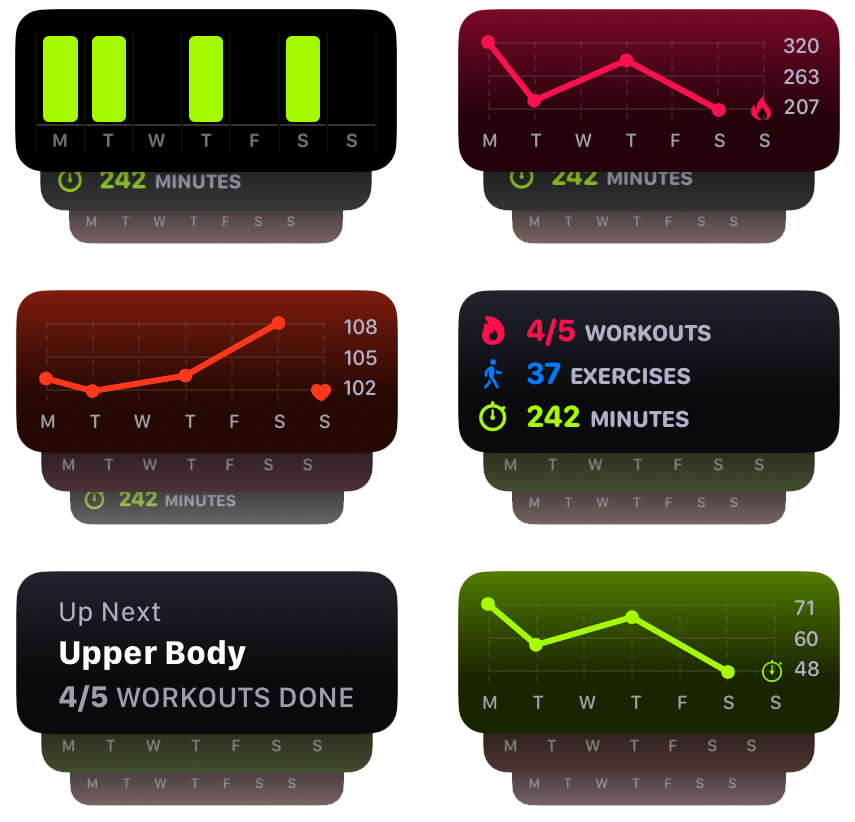 M T W T F S S
242 MINUTES
M T W T F S S
320
263
207
M T T W F S S
242 MINUTES
M T W T F S S
108
105
102
M T W T F S S
M T W T F S S
242 MINUTES
4/5 WORKOUTS
37 EXERCISES
242 MINUTES
M T W T F S S
M T W T F S S
Up Next
Upper Body
4/5 WORKOUTS DONE
M T W T F S S
M T W T F S S
71
60
48
M T W T F S S
M T W T F S S
M T W T F S S